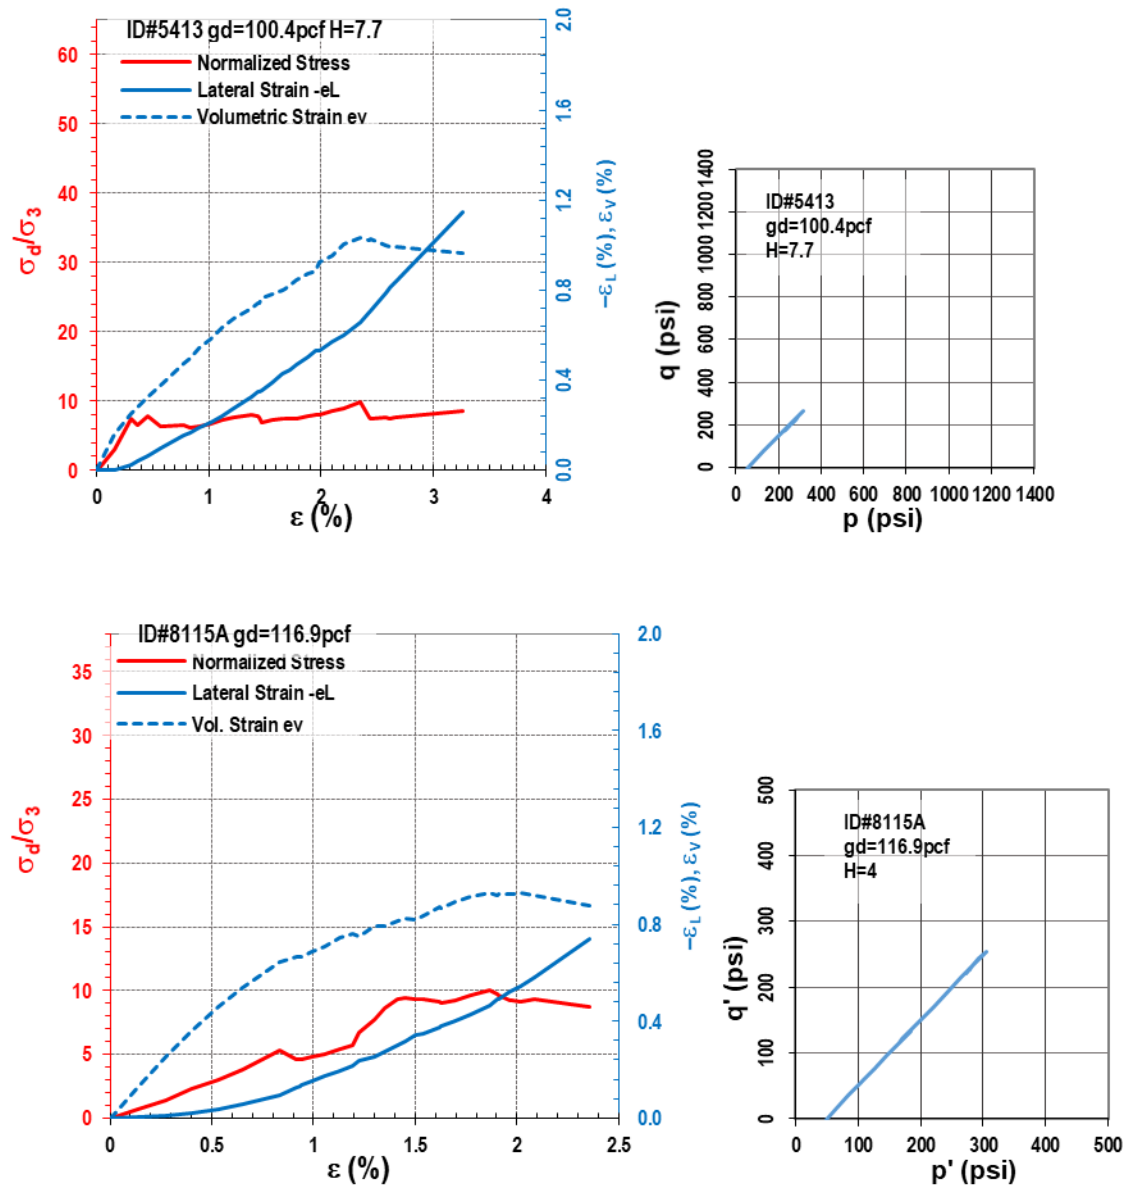 ID#5413 gd=100.4pcf H=7.7
Normalized Stress
Lateral Strain -eL
Volumetric Strain ev
60
50
40
30
20
10
0
σd/σ3
0 1 2 3 4
ε (%)
2.0
1.6
1.2
0.8
0.4
0.0
−εL (%), εV (%)
ID#5413
gd=100.4pcf
H=7.7
1400
1200
1000
800
600
400
200
0
q (psi)
0 200 400 600 800 1000 1200 1400
p (psi)
ID#8115A gd=116.9pcf
Normalized Stress
Lateral Strain -eL
Vol. Strain ev
35
30
25
20
15
10
5
0
σd/σ3
0 0.5 1 1.5 2 2.5
ε (%)
2.0
1.6
1.2
0.8
0.4
0.0
−εL (%), εV (%)
ID#8115A
gd=116.9pcf
H=4
500
400
300
200
100
0
q' (psi)
0 100 200 300 400 500
p' (psi)